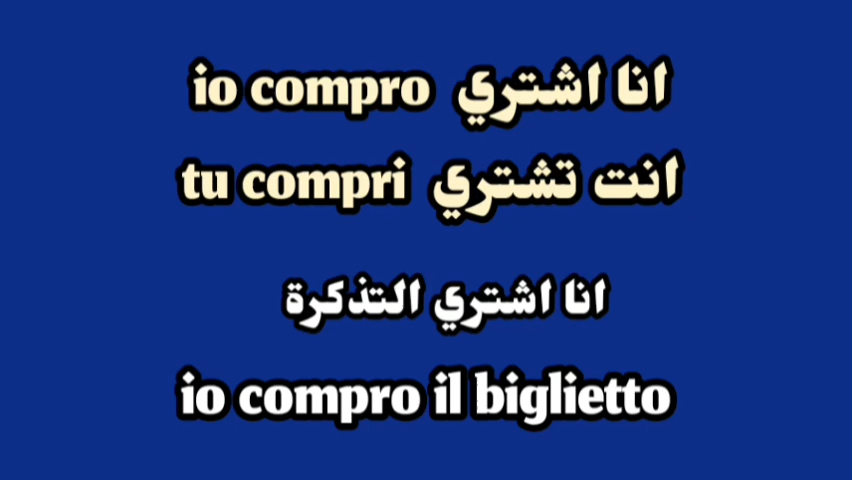 io compro انا اشتري
tu compri انت تشتري
انا اشتري التذكرة
io compro il biglietto